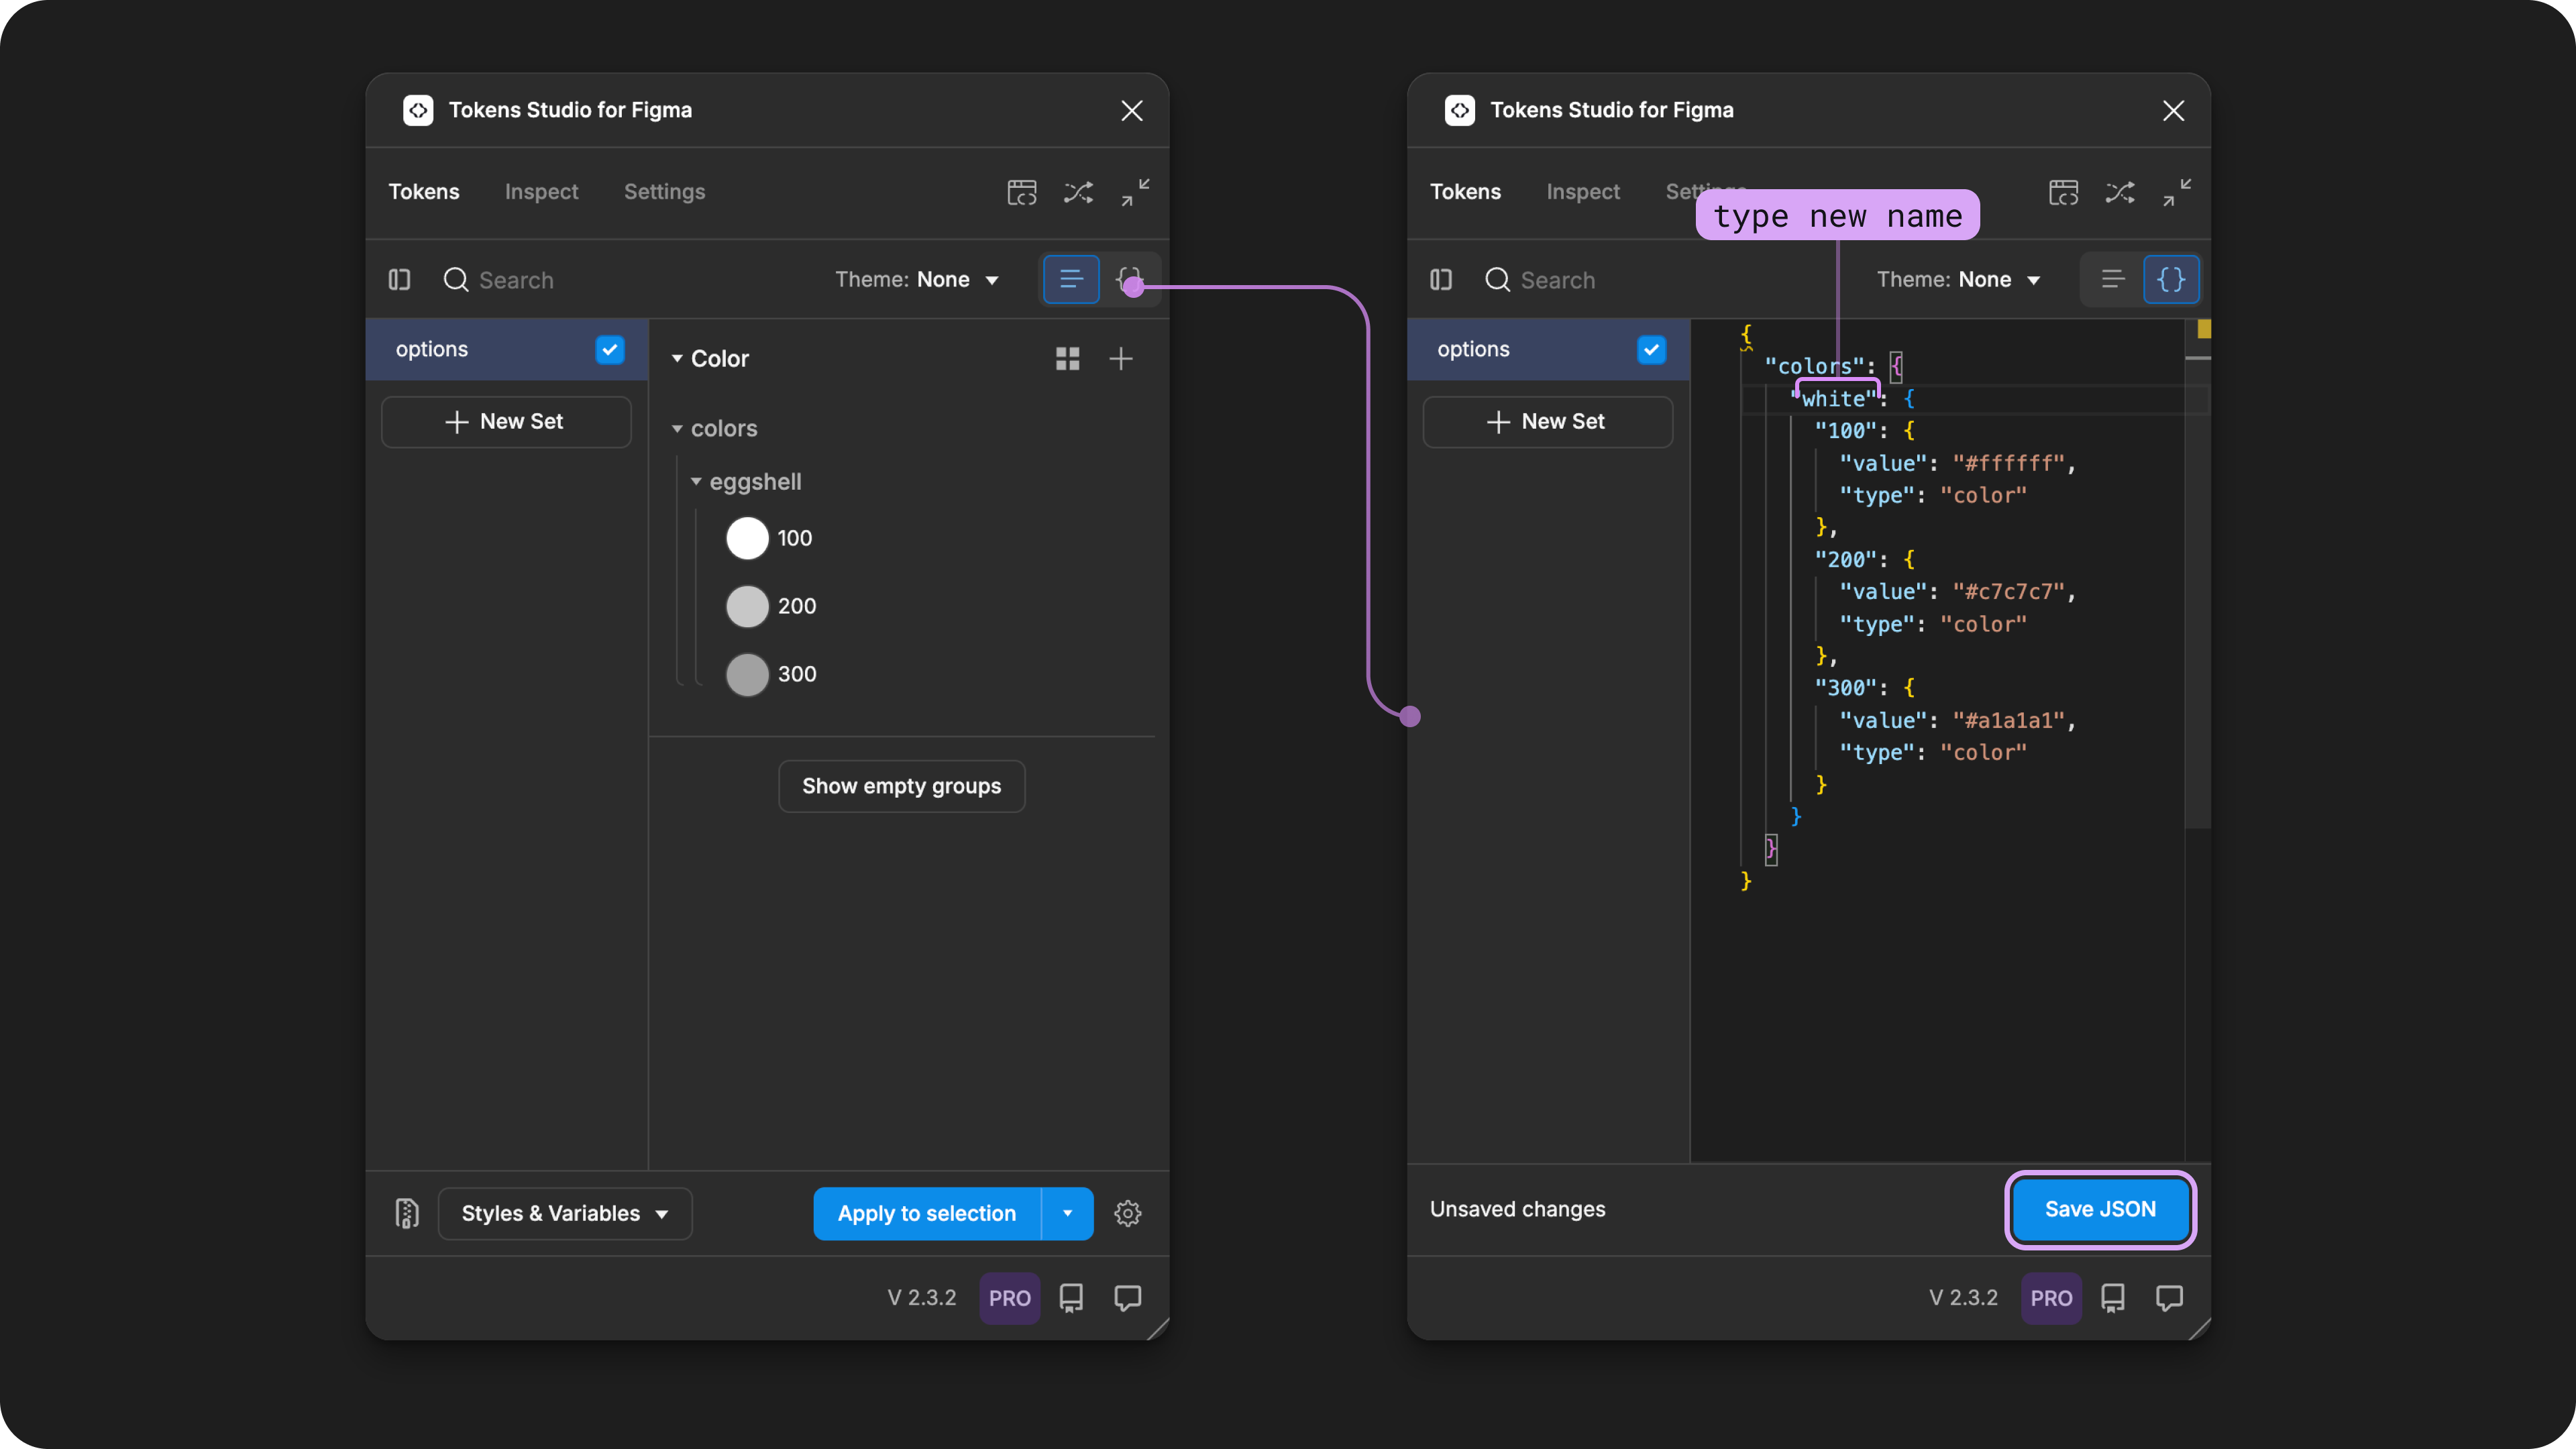 Tokens Studio for Figma
Tokens Inspect Settings
Search
Theme: None
{}
options
New Set
Color
colors
eggshell
100
200
300
Show empty groups
Styles & Variables
Apply to selection
V 2.3.2 PRO
Tokens Studio for Figma
Tokens Inspect Settings
type new name
Search
Theme: None
{}
options
New Set
{
"colors": {
"white": {
"100": {
"value": "#ffffff",
"type": "color"
},
"200": {
"value": "#c7c7c7",
"type": "color"
},
"300": {
"value": "#a1a1a1",
"type": "color"
}
}
}
}
Unsaved changes
Save JSON
V 2.3.2 PRO